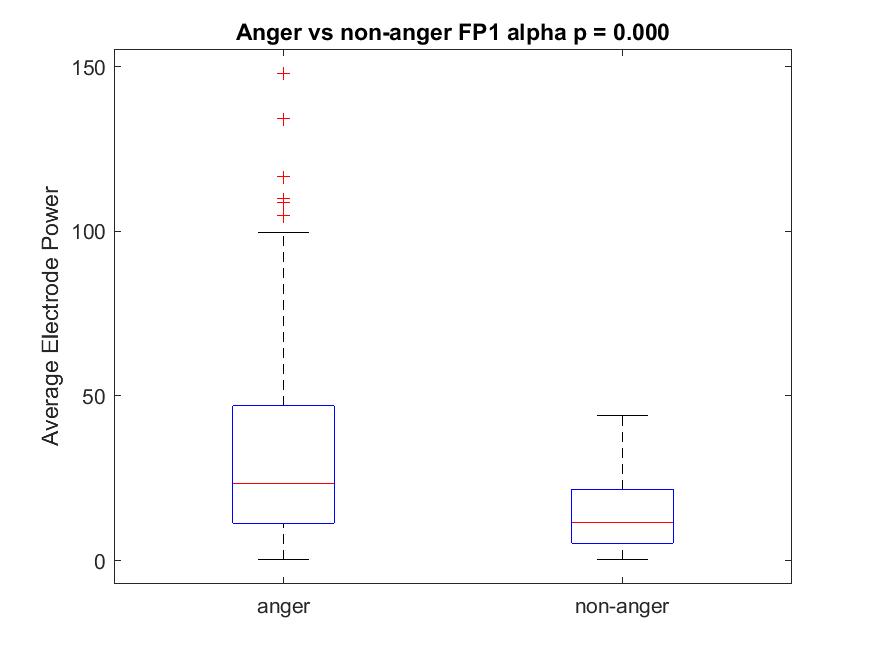 Anger vs non-anger FP1 alpha p = 0.000
150
100
50
0
Average Electrode Power
anger
non-anger